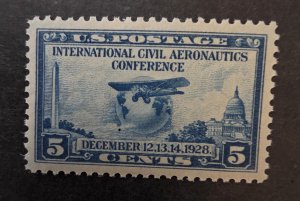 U.S. POSTAGE
INTERNATIONAL CIVIL AERONAUTICS
CONFERENCE
DECEMBER 12.13.14.1928.
5 CENTS 5